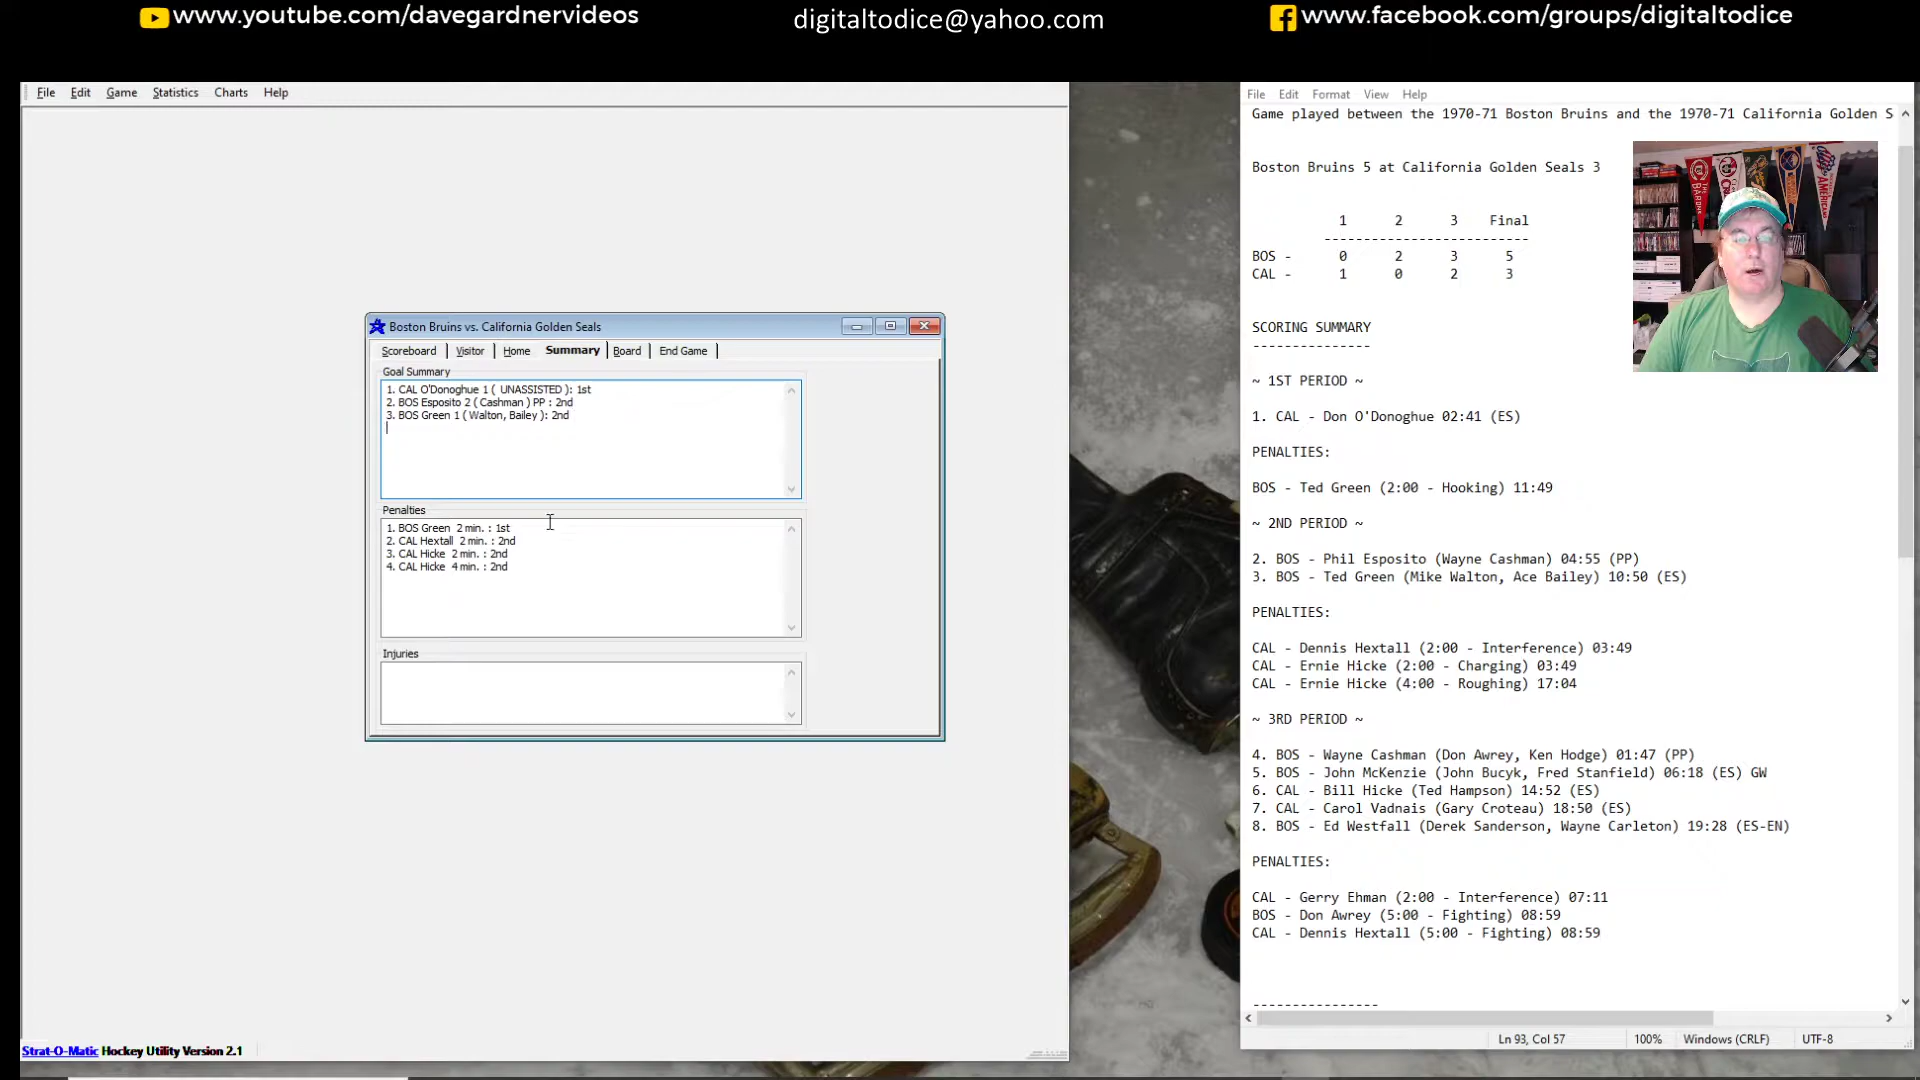 www.youtube.com/davegardnervideos
digitaltodice@yahoo.com
www.facebook.com/groups/digitaltodice
File Edit Game Statistics Charts Help
Boston Bruins vs. California Golden Seals
Scoreboard Visitor Home Summary Board End Game
Goal Summary
1. CAL O'Donoghue 1 ( UNASSISTED ): 1st
2. BOS Esposito 2 ( Cashman ) PP : 2nd
3. BOS Green 1 ( Walton, Bailey ): 2nd
Penalties
1. BOS Green 2 min. : 1st
2. CAL Hextall 2 min. : 2nd
3. CAL Hicke 2 min. : 2nd
4. CAL Hicke 4 min. : 2nd
Injuries
Strat-O-Matic Hockey Utility Version 2.1
File Edit Format View Help
Game played between the 1970-71 Boston Bruins and the 1970-71 California Golden S
Boston Bruins 5 at California Golden Seals 3
1 2 3 Final
---------------------------
BOS - 0 2 3 5
CAL - 1 0 2 3
SCORING SUMMARY
---------------
~ 1ST PERIOD ~
1. CAL - Don O'Donoghue 02:41 (ES)
PENALTIES:
BOS - Ted Green (2:00 - Hooking) 11:49
~ 2ND PERIOD ~
2. BOS - Phil Esposito (Wayne Cashman) 04:55 (PP)
3. BOS - Ted Green (Mike Walton, Ace Bailey) 10:50 (ES)
PENALTIES:
CAL - Dennis Hextall (2:00 - Interference) 03:49
CAL - Ernie Hicke (2:00 - Charging) 03:49
CAL - Ernie Hicke (4:00 - Roughing) 17:04
~ 3RD PERIOD ~
4. BOS - Wayne Cashman (Don Awrey, Ken Hodge) 01:47 (PP)
5. BOS - John McKenzie (John Bucyk, Fred Stanfield) 06:18 (ES) GW
6. CAL - Bill Hicke (Ted Hampson) 14:52 (ES)
7. CAL - Carol Vadnais (Gary Croteau) 18:50 (ES)
8. BOS - Ed Westfall (Derek Sanderson, Wayne Carleton) 19:28 (ES-EN)
PENALTIES:
CAL - Gerry Ehman (2:00 - Interference) 07:11
BOS - Don Awrey (5:00 - Fighting) 08:59
CAL - Dennis Hextall (5:00 - Fighting) 08:59
----------------
Ln 93, Col 57 100% Windows (CRLF) UTF-8